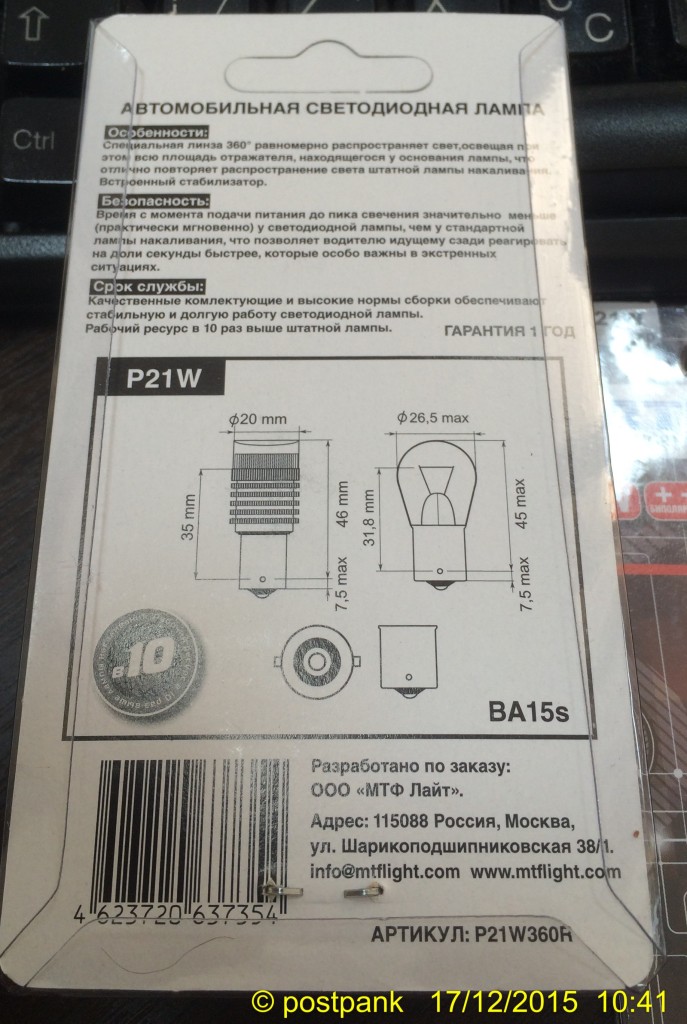 C
Ctrl
АВТОМОБИЛЬНАЯ СВЕТОДИОДНАЯ ЛАМПА
Особенности:
Специальная линза 360° равномерно распространяет свет,освещая при
этом всю площадь отражателя, находящегося у основания лампы, что
отлично повторяет распространение света штатной лампы накаливания.
Встроенный стабилизатор.
Безопасность:
Время с момента подачи питания до пика свечения значительно меньше
(практически мгновенно) у светодиодной лампы, чем у стандартной
лампы накаливания, что позволяет водителю идущему сзади реагировать
на доли секунды быстрее, которые особо важны в экстренных
ситуациях.
Срок службы:
Качественные комлектующие и высокие нормы сборки обеспечивают
стабильную и долгую работу светодиодной лампы.
Рабочий ресурс в 10 раз выше штатной лампы.
ГАРАНТИЯ 1 ГОД
P21W
ϕ20 mm
ϕ26,5 max
35 mm
46 mm
7,5 max
31,8 mm
45 max
7,5 max
в10
BA15s
Разработано по заказу:
ООО «МТФ Лайт».
Адрес: 115088 Россия, Москва,
ул. Шарикоподшипниковская 38/1.
info@mtflight.com www.mtflight.com
4 623720 637354
АРТИКУЛ: P21W360R
© postpank 17/12/2015 10:41